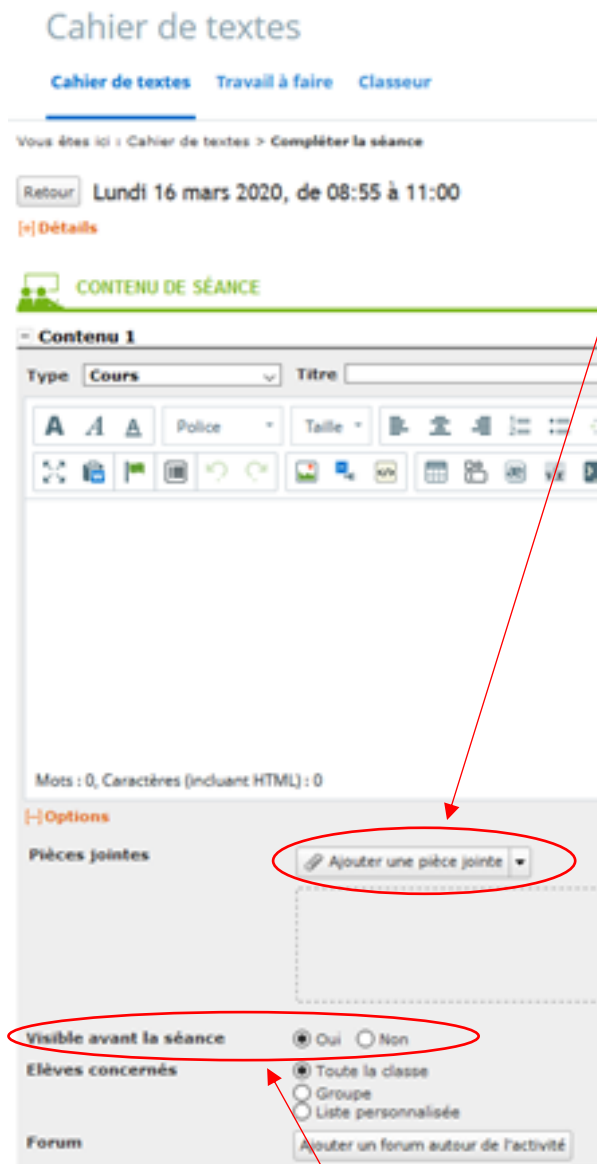 Cahier de textes
Cahier de textes Travail à faire Classeur
Vous êtes ici : Cahier de textes > Compléter la séance
Retour Lundi 16 mars 2020, de 08:55 à 11:00
[+] Détails
CONTENU DE SÉANCE
- Contenu 1
Type Cours Titre
A A A Police Taille
Mots : 0, Caractères (incluant HTML) : 0
[-] Options
Pièces jointes Ajouter une pièce jointe
Visible avant la séance Oui Non
Elèves concernés Toute la classe
Groupe
Liste personnalisée
Forum Ajouter un forum autour de l'activité